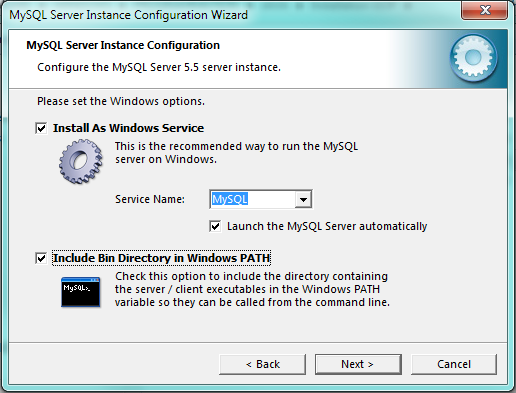 MySQL Server Instance Configuration Wizard
MySQL Server Instance Configuration
Configure the MySQL Server 5.5 server instance.
Please set the Windows options.
Install As Windows Service
This is the recommended way to run the MySQL
server on Windows.
Service Name:
MySQL
Launch the MySQL Server automatically
Include Bin Directory in Windows PATH
MySQL>_
Check this option to include the directory containing
the server / client executables in the Windows PATH
variable so they can be called from the command line.
< Back
Next >
Cancel